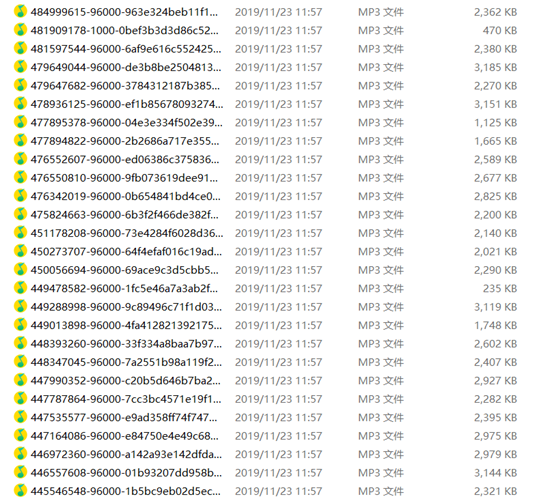 484999615-96000-963e324beb11f1... 2019/11/23 11:57 MP3 文件 2,362 KB
481909178-1000-0bef3b3d3d86c52... 2019/11/23 11:57 MP3 文件 470 KB
481597544-96000-6af9e616c552425... 2019/11/23 11:57 MP3 文件 2,380 KB
479649044-96000-de3b8be2504813... 2019/11/23 11:57 MP3 文件 3,185 KB
479647682-96000-3784312187b385... 2019/11/23 11:57 MP3 文件 2,270 KB
478936125-96000-ef1b85678093274... 2019/11/23 11:57 MP3 文件 3,151 KB
477895378-96000-04e3e334f502e39... 2019/11/23 11:57 MP3 文件 1,125 KB
477894822-96000-2b2686a717e355... 2019/11/23 11:57 MP3 文件 1,665 KB
476552607-96000-ed06386c375836... 2019/11/23 11:57 MP3 文件 2,589 KB
476550810-96000-9fb073619dee91... 2019/11/23 11:57 MP3 文件 2,677 KB
476342019-96000-0b654841bd4ce0... 2019/11/23 11:57 MP3 文件 2,825 KB
475824663-96000-6b3f2f466de382f... 2019/11/23 11:57 MP3 文件 2,200 KB
451178208-96000-73e4284f6028d36... 2019/11/23 11:57 MP3 文件 2,140 KB
450273707-96000-64f4efaf016c19ad... 2019/11/23 11:57 MP3 文件 2,021 KB
450056694-96000-69ace9c3d5cbb5... 2019/11/23 11:57 MP3 文件 2,290 KB
449478582-96000-1fc5e46a7a3ab2f... 2019/11/23 11:57 MP3 文件 235 KB
449288998-96000-9c89496c71f1d03... 2019/11/23 11:57 MP3 文件 3,119 KB
449013898-96000-4fa412821392175... 2019/11/23 11:57 MP3 文件 1,748 KB
448393260-96000-33f334a8baa7b97... 2019/11/23 11:57 MP3 文件 2,602 KB
448347045-96000-7a2551b98a119f2... 2019/11/23 11:57 MP3 文件 2,407 KB
447990352-96000-c20b5d646b7ba2... 2019/11/23 11:57 MP3 文件 2,927 KB
447787864-96000-7cc3bc4571e19f1... 2019/11/23 11:57 MP3 文件 2,282 KB
447535577-96000-e9ad358ff74f747... 2019/11/23 11:57 MP3 文件 2,395 KB
447164086-96000-e84750e4e49c68... 2019/11/23 11:57 MP3 文件 2,975 KB
446972360-96000-a142a93e142dfda... 2019/11/23 11:57 MP3 文件 2,979 KB
446557608-96000-01b93207dd958b... 2019/11/23 11:57 MP3 文件 3,144 KB
445546548-96000-1b5bc9eb02d5ec... 2019/11/23 11:57 MP3 文件 2,321 KB